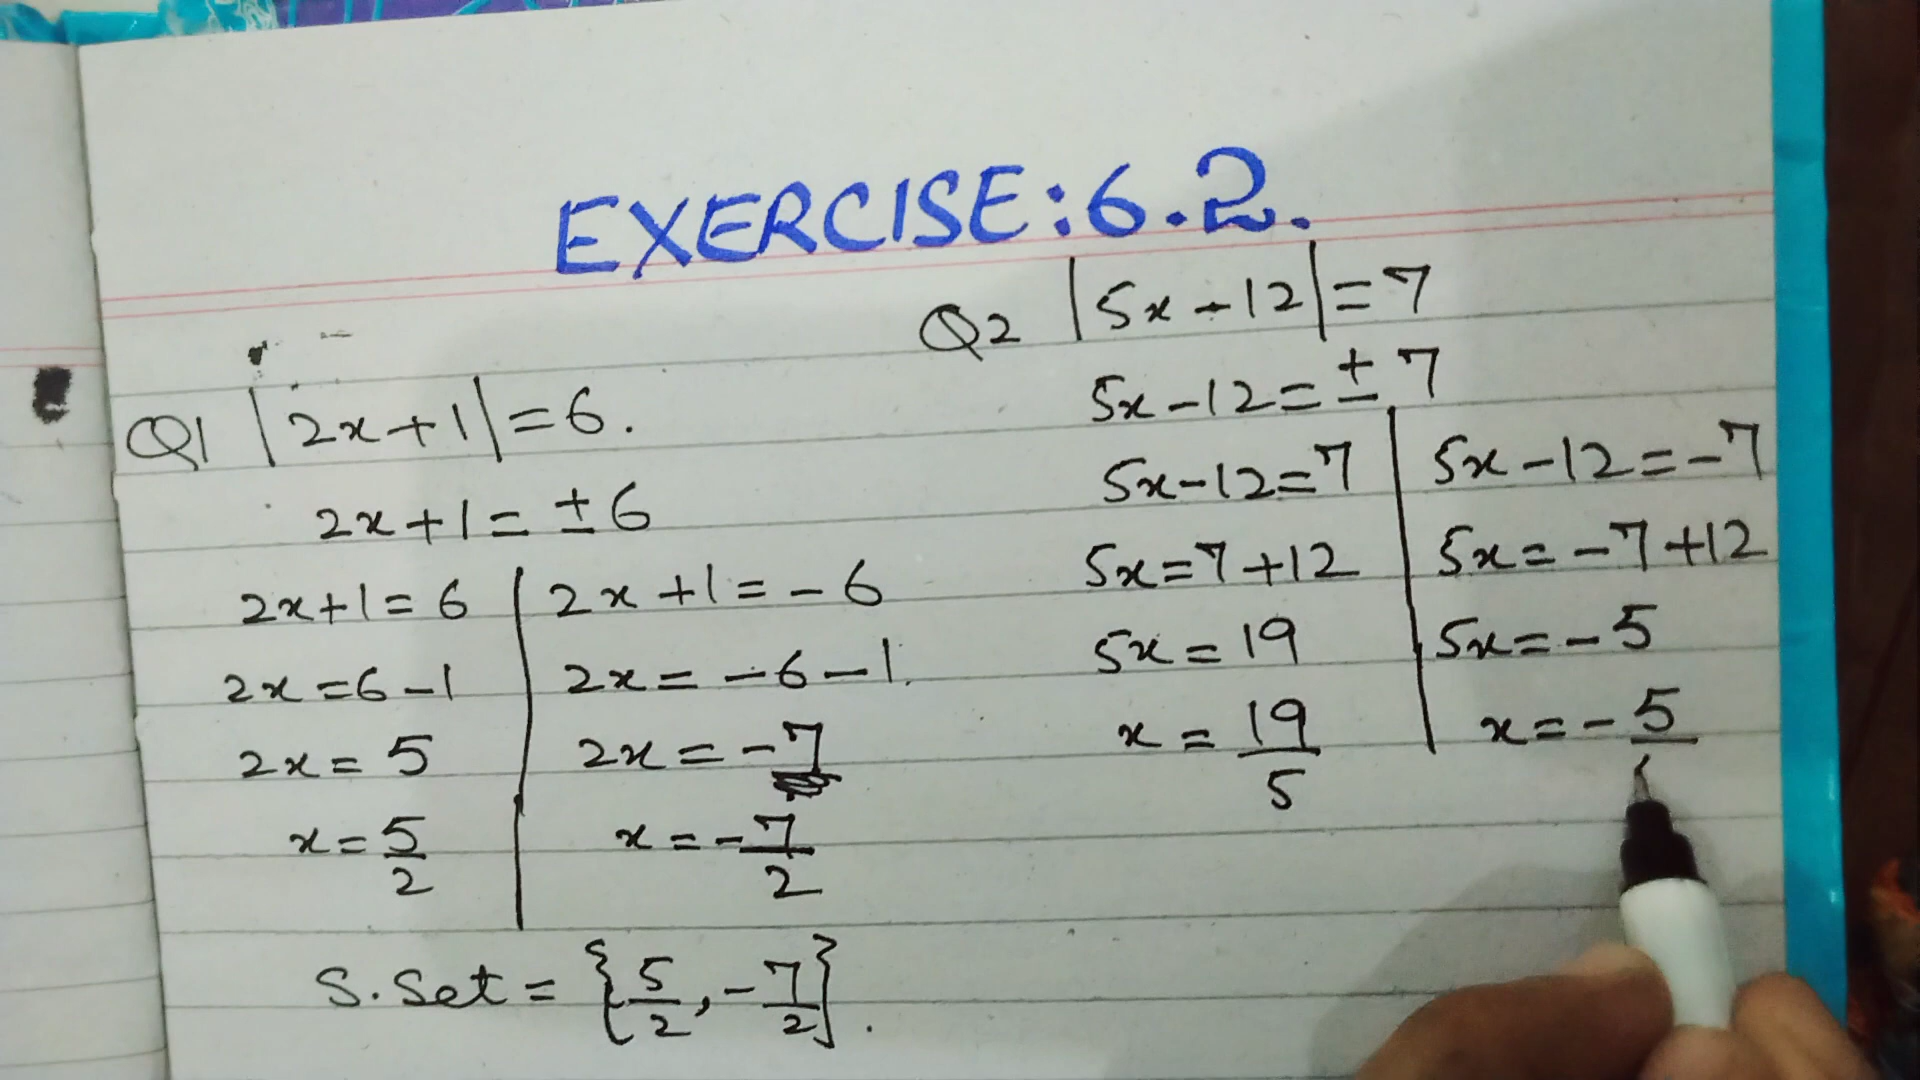 EXERCISE:6.2.
Q1 |2x+1|=6.
2x+1=±6
2x+1=6 | 2x+1=-6
2x=6-1 | 2x=-6-1.
2x=5 | 2x=-7
x=5/2 | x=-7/2
S.Set={5/2,-7/2}.
Q2 |5x-12|=7
5x-12=±7
5x-12=7 | 5x-12=-7
5x=7+12 | 5x=-7+12
5x=19 | 5x=-5
x=19/5 | x=-5/